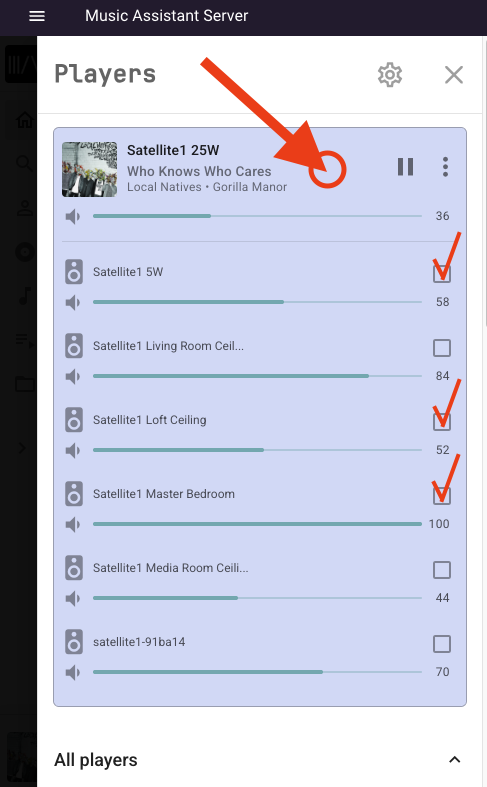 Music Assistant Server
Players
Satellite1 25W
Who Knows Who Cares
Local Natives • Gorilla Manor
36
Satellite1 5W
58
Satellite1 Living Room Ceil...
84
Satellite1 Loft Ceiling
52
Satellite1 Master Bedroom
100
Satellite1 Media Room Ceili...
44
satellite1-91ba14
70
All players